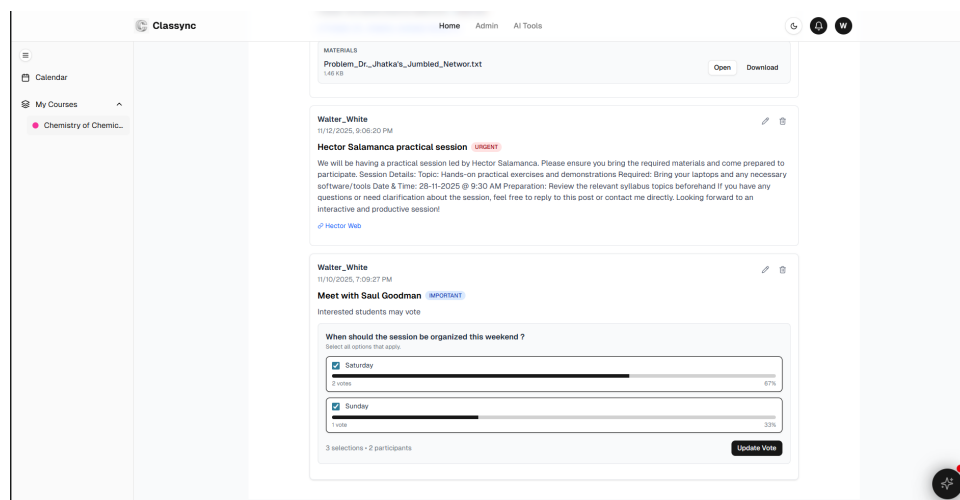 Classync
Home Admin AI Tools
W
Calendar
My Courses
Chemistry of Chemic...
MATERIALS
Problem_Dr._Jhatka's_Jumbled_Networ.txt
1.46 KB
Open Download
Walter_White
11/12/2025, 9:06:20 PM
Hector Salamanca practical session URGENT
We will be having a practical session led by Hector Salamanca. Please ensure you bring the required materials and come prepared to
participate. Session Details: Topic: Hands-on practical exercises and demonstrations Required: Bring your laptops and any necessary
software/tools Date & Time: 28-11-2025 @ 9:30 AM Preparation: Review the relevant syllabus topics beforehand If you have any
questions or need clarification about the session, feel free to reply to this post or contact me directly. Looking forward to an
interactive and productive session!
Hector Web
Walter_White
11/10/2025, 7:09:27 PM
Meet with Saul Goodman IMPORTANT
Interested students may vote
When should the session be organized this weekend ?
Select all options that apply.
Saturday
2 votes 67%
Sunday
1 vote 33%
3 selections • 2 participants
Update Vote